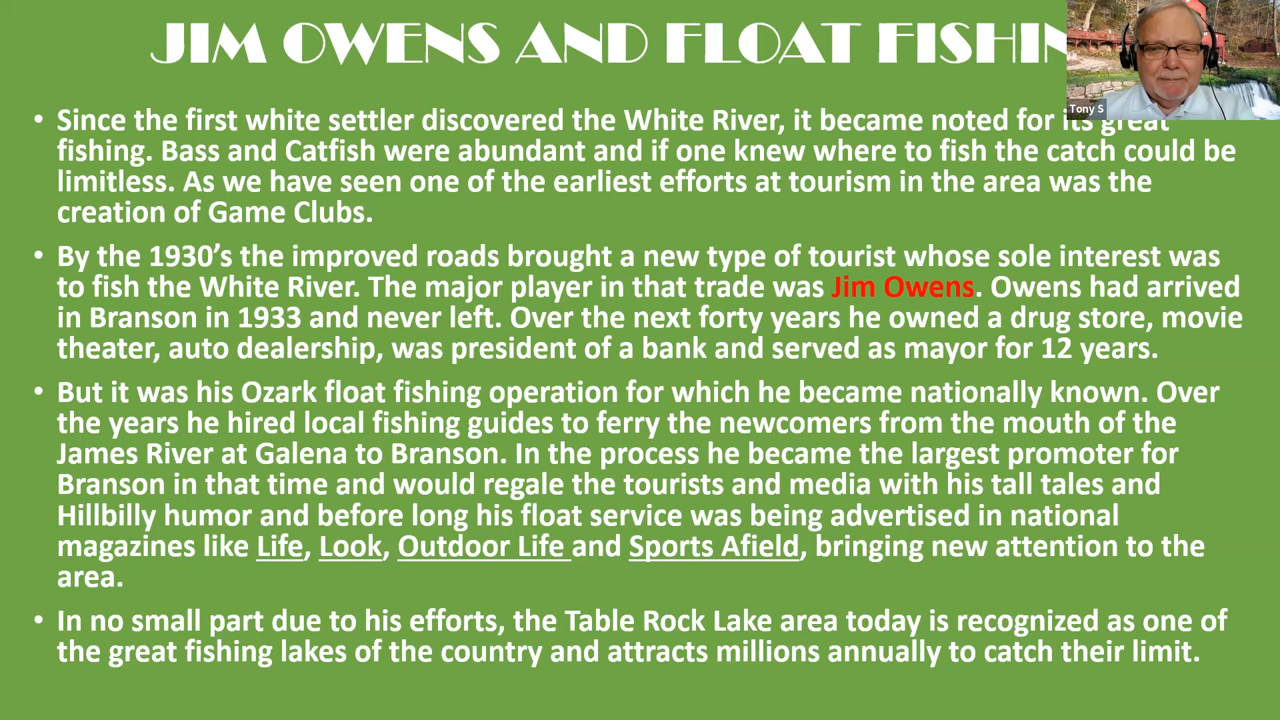 JIM OWENS AND FLOAT FISHIN
Tony S
• Since the first white settler discovered the White River, it became noted for its great
fishing. Bass and Catfish were abundant and if one knew where to fish the catch could be
limitless. As we have seen one of the earliest efforts at tourism in the area was the
creation of Game Clubs.
• By the 1930’s the improved roads brought a new type of tourist whose sole interest was
to fish the White River. The major player in that trade was Jim Owens. Owens had arrived
in Branson in 1933 and never left. Over the next forty years he owned a drug store, movie
theater, auto dealership, was president of a bank and served as mayor for 12 years.
• But it was his Ozark float fishing operation for which he became nationally known. Over
the years he hired local fishing guides to ferry the newcomers from the mouth of the
James River at Galena to Branson. In the process he became the largest promoter for
Branson in that time and would regale the tourists and media with his tall tales and
Hillbilly humor and before long his float service was being advertised in national
magazines like Life, Look, Outdoor Life and Sports Afield, bringing new attention to the
area.
• In no small part due to his efforts, the Table Rock Lake area today is recognized as one of
the great fishing lakes of the country and attracts millions annually to catch their limit.